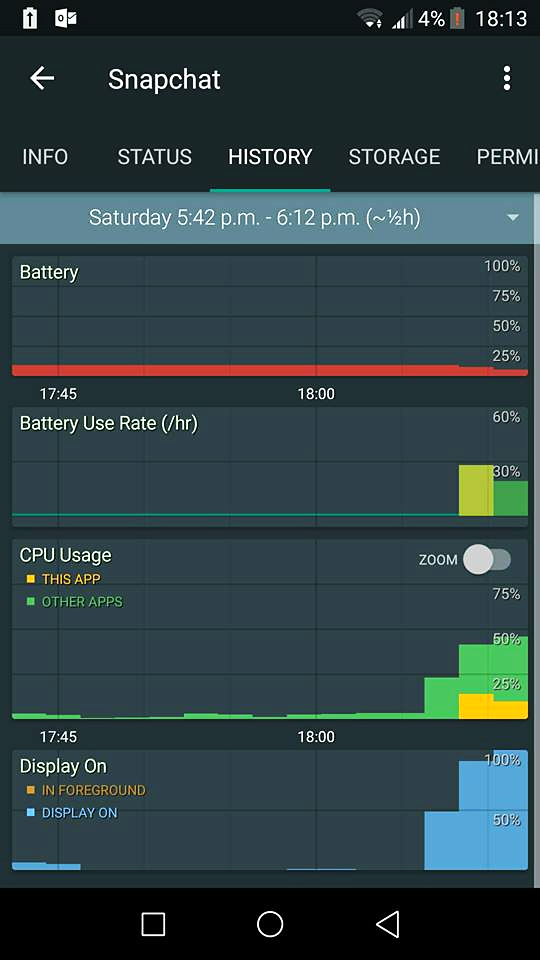 4% 18:13
Snapchat
INFO STATUS HISTORY STORAGE PERMI
Saturday 5:42 p.m. - 6:12 p.m. (~½h)
Battery
100%
75%
50%
25%
17:45 18:00
Battery Use Rate (/hr)
60%
30%
CPU Usage
ZOOM
THIS APP
OTHER APPS
75%
50%
25%
17:45 18:00
Display On
100%
IN FOREGROUND
DISPLAY ON
50%